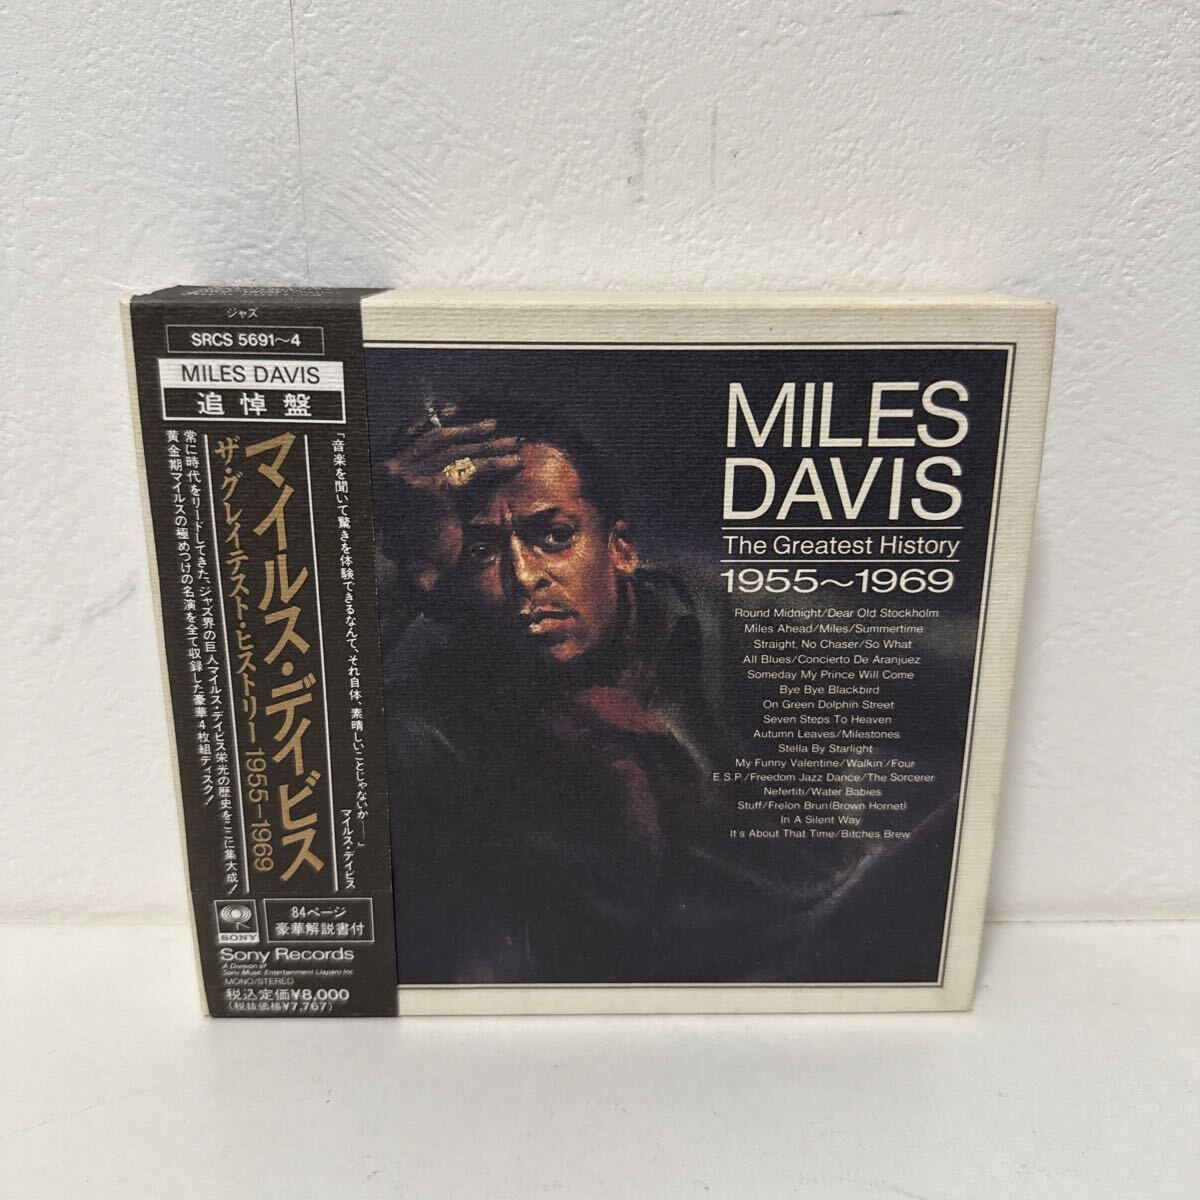 ジャズ
SRCS 5691〜4
MILES DAVIS
追悼盤
「音楽を聞いて驚きを体験できるなんて、それ自体、素晴しいことじゃないか――」
マイルス・デイビス
マイルス・デイビス
ザ・グレイテスト・ヒストリー 1955-1969
常に時代をリードしてきた、ジャズ界の巨人マイルス・デイビス栄光の歴史をここに集大成!
黄金期マイルスの極めつけの名演を全て収録した豪華4枚組ディスク!
SONY
84ページ
豪華解説書付
Sony Records
A Division of
Sony Music Entertainment (Japan) Inc
MONO/STEREO
税込定価¥8,000
(税抜価格¥7,767)
MILES
DAVIS
The Greatest History
1955〜1969
Round Midnight/Dear Old Stockholm
Miles Ahead/Miles/Summertime
Straight, No Chaser/So What
All Blues/Concierto De Aranjuez
Someday My Prince Will Come
Bye Bye Blackbird
On Green Dolphin Street
Seven Steps To Heaven
Autumn Leaves/Milestones
Stella By Starlight
My Funny Valentine/Walkin'/Four
E.S.P./Freedom Jazz Dance/The Sorcerer
Nefertiti/Water Babies
Stuff/Frelon Brun(Brown Hornet)
In A Silent Way
It's About That Time/Bitches Brew